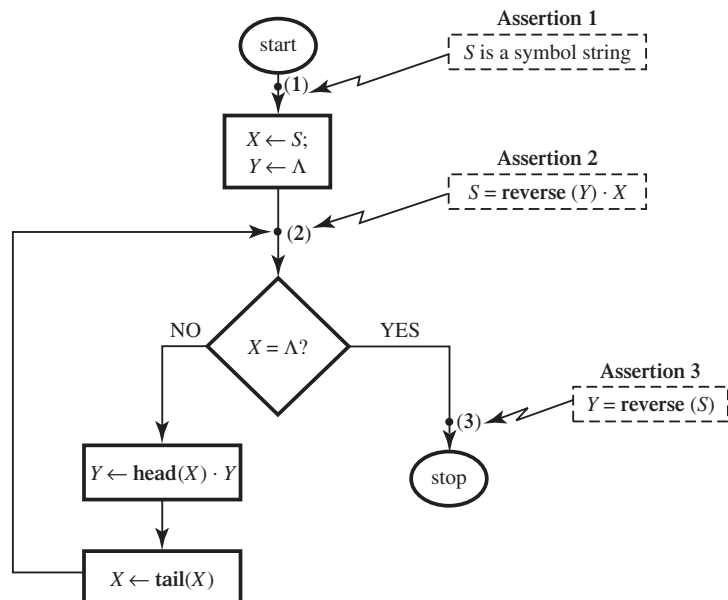 Assertion 1
start
S is a symbol string
(1)
X ← S;
Y ← Λ
Assertion 2
S = reverse (Y) · X
(2)
NO
YES
X = Λ?
Assertion 3
Y = reverse (S)
(3)
Y ← head(X) · Y
stop
X ← tail(X)